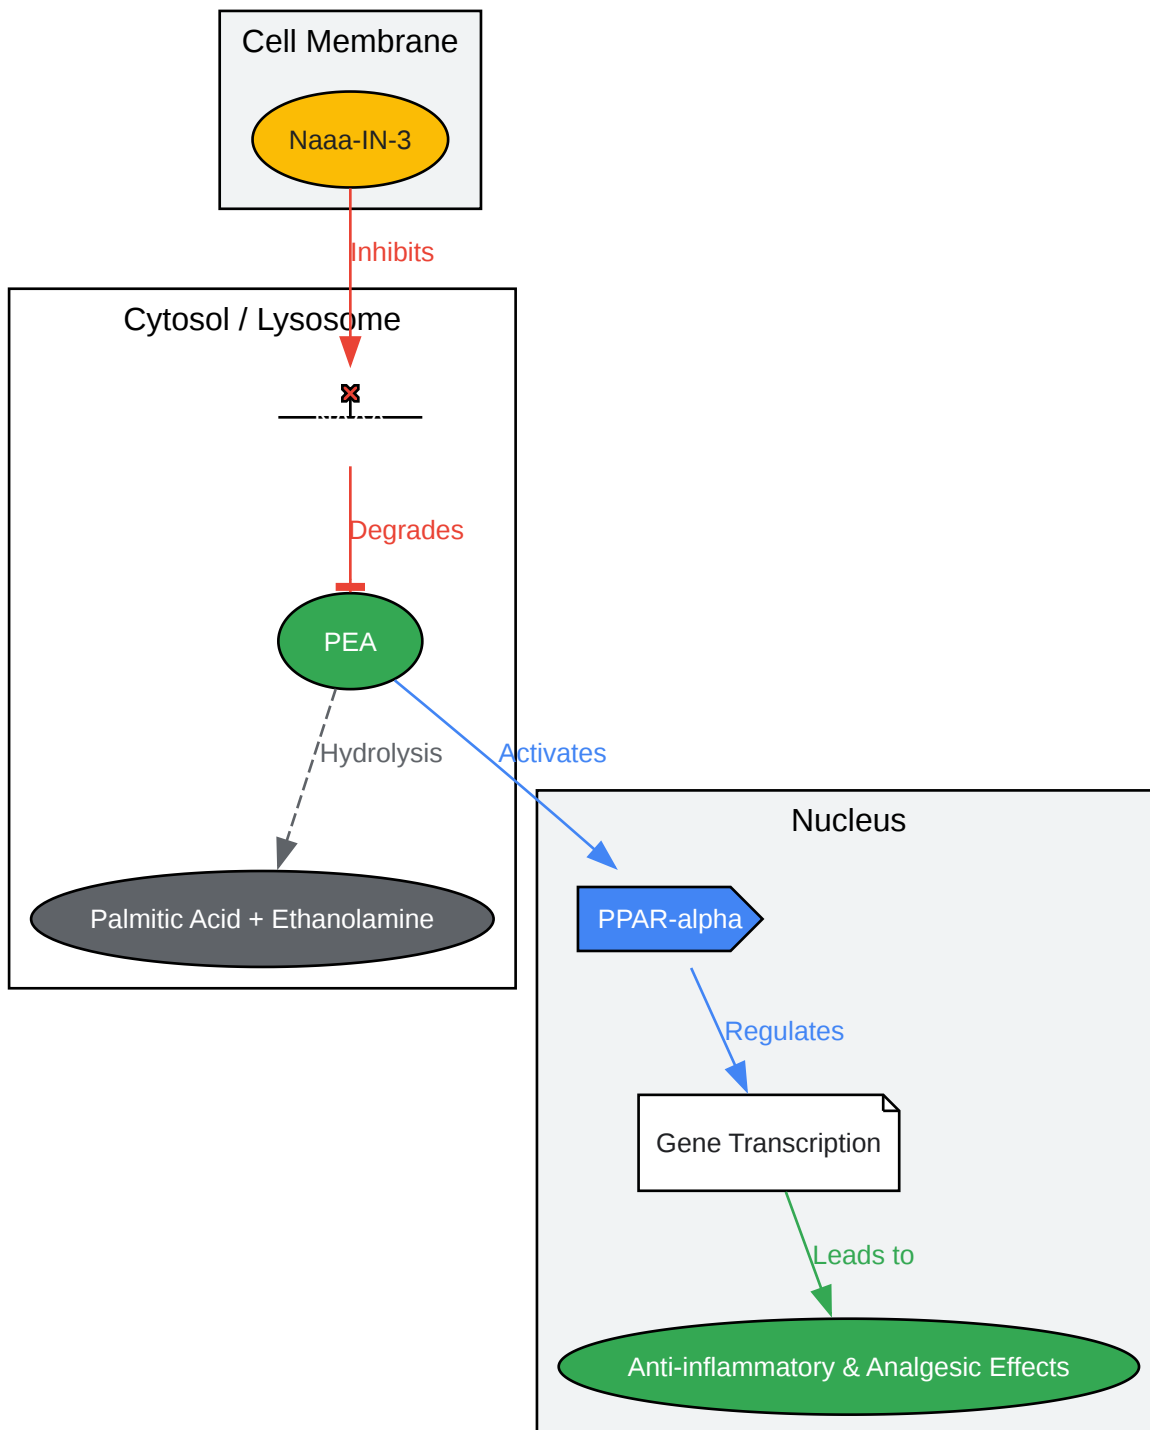 Cell Membrane
Naaa-IN-3
Inhibits
Cytosol / Lysosome
Degrades
PEA
Hydrolysis
Activates
Nucleus
Palmitic Acid + Ethanolamine
PPAR-alpha
Regulates
Gene Transcription
Leads to
Anti-inflammatory & Analgesic Effects